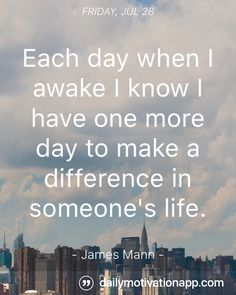 FRIDAY, JUL 28
Each day when I
awake I know I
have one more
day to make a
difference in
someone's life.
- James Mann -
dailymotivationapp.com